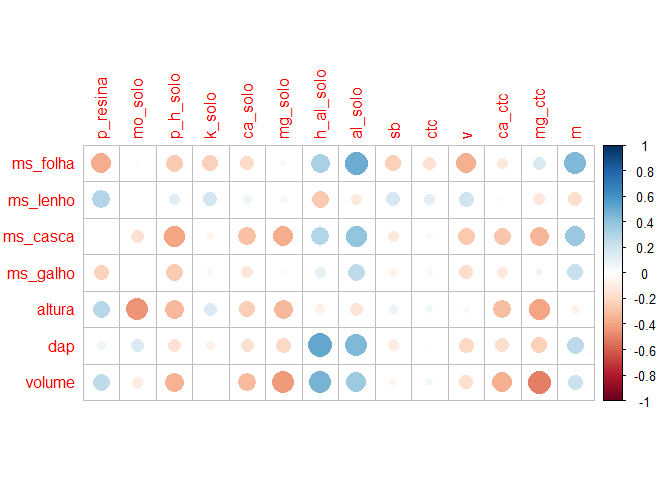 p_resina
mo_solo
p_h_solo
k_solo
ca_solo
mg_solo
h_al_solo
al_solo
sb
ctc
v
ca_ctc
mg_ctc
m
ms_folha
ms_lenho
ms_casca
ms_galho
altura
dap
volume
1
0.8
0.6
0.4
0.2
0
-0.2
-0.4
-0.6
-0.8
-1